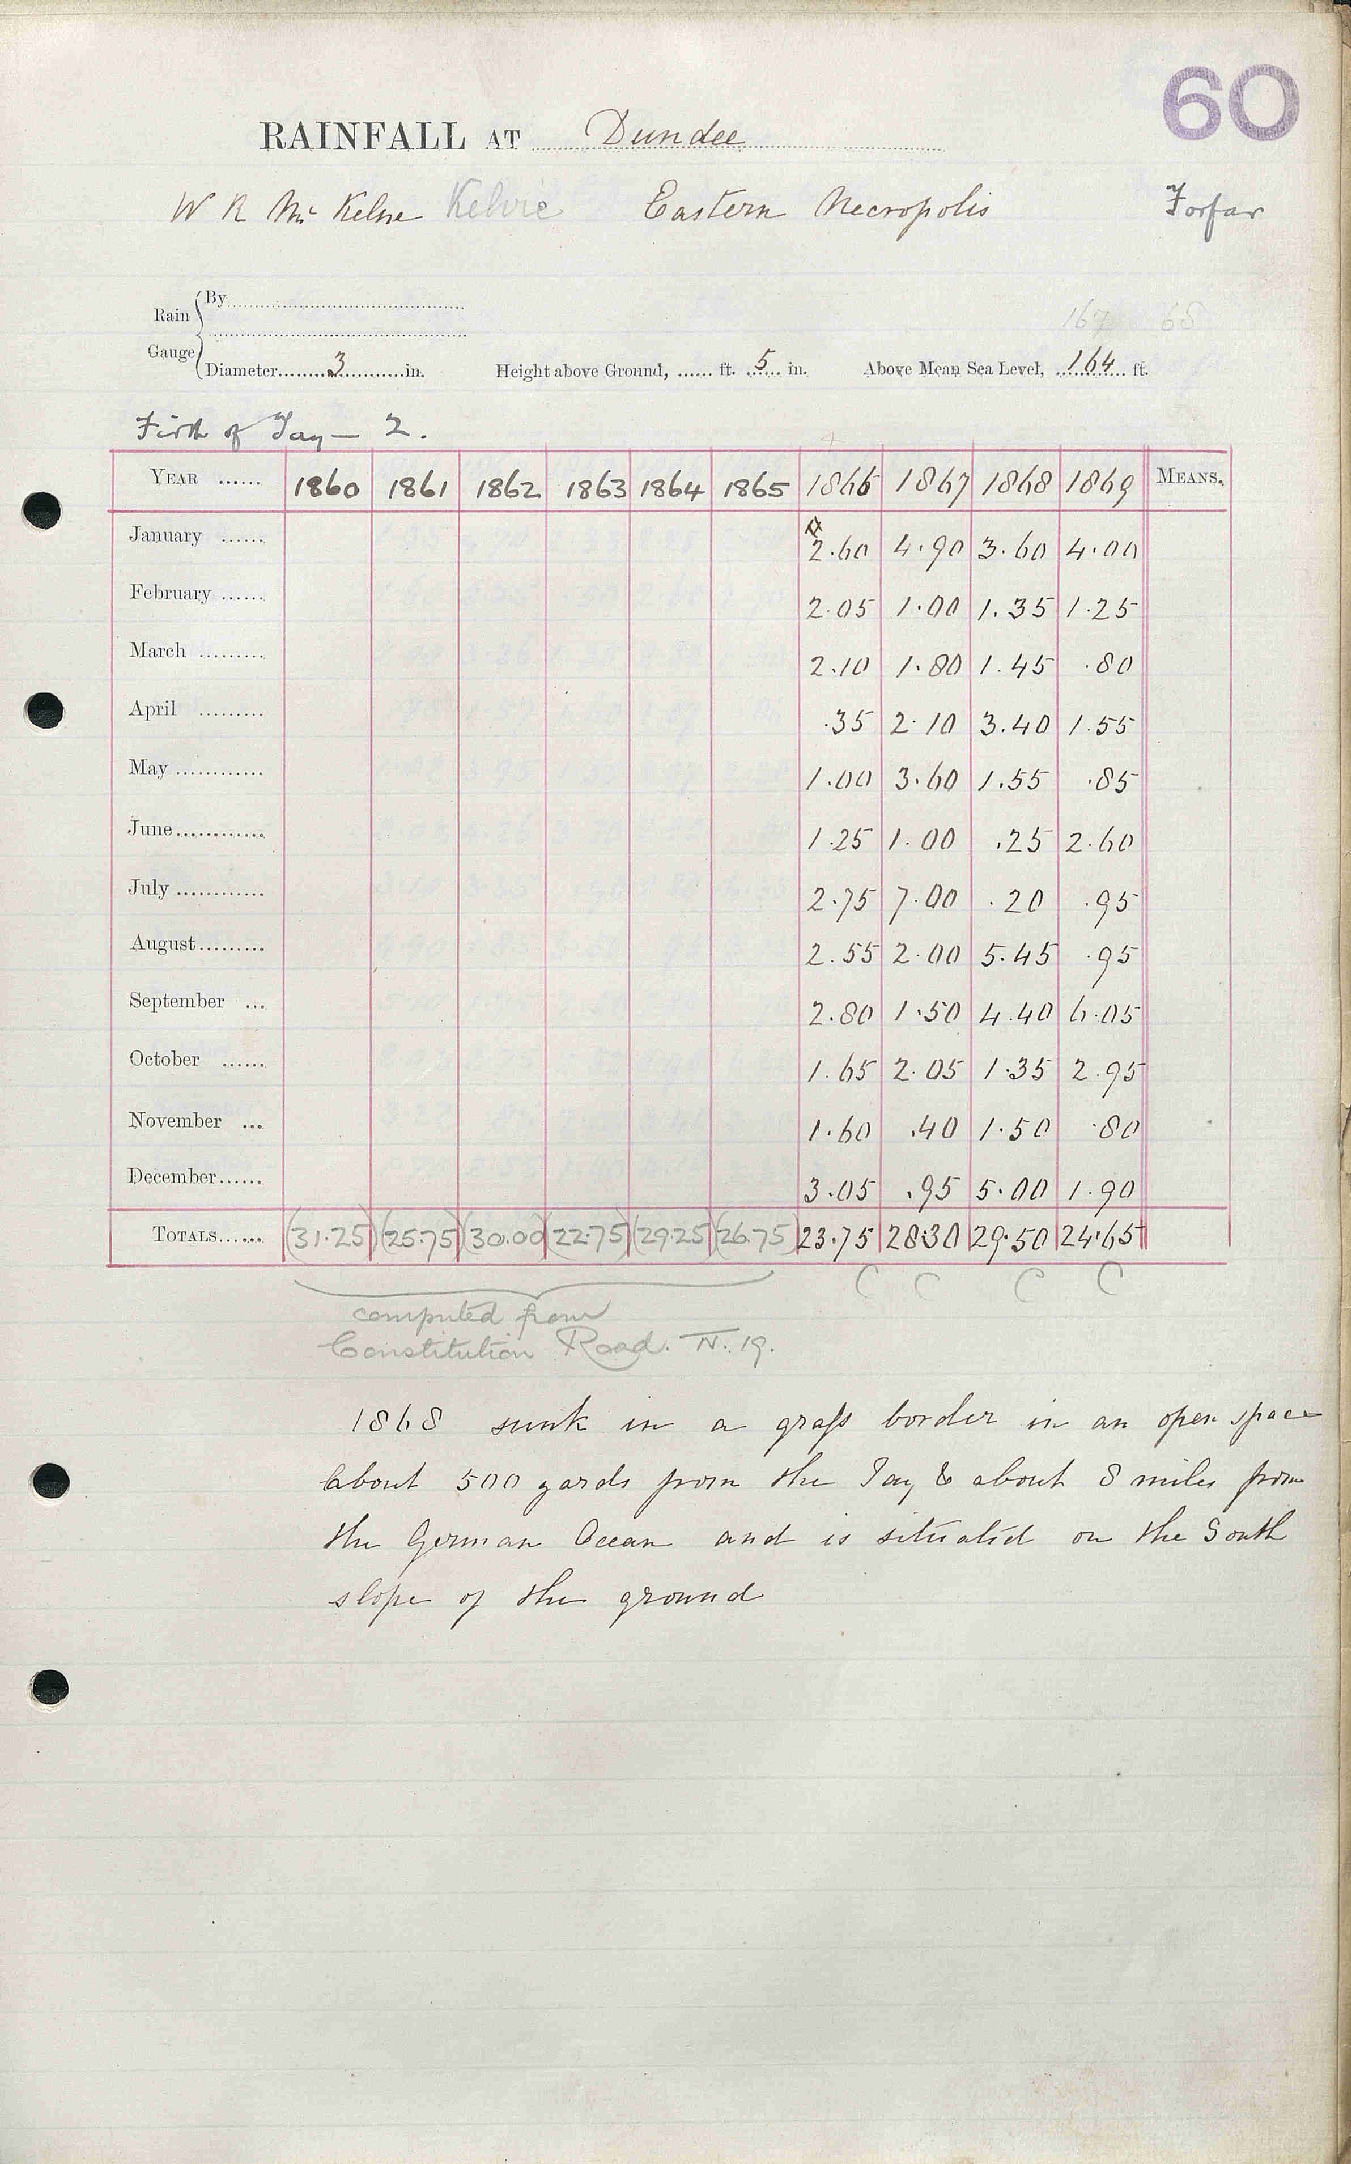 60
RAINFALL AT Dundee
W R Mc Kelvie Kelvie Eastern Necropolis Forfar
Rain Gauge
By
167 65
Diameter 3 in. Height above Ground, ...... ft. 5 in. Above Mean Sea Level, 164 ft.
Firth of Tay — 2.
YEAR ...... 1860 1861 1862 1863 1864 1865 1866 1867 1868 1869 MEANS.
January ...... 2.60 4.90 3.60 4.00
February ...... 2.05 1.00 1.35 1.25
March ......... 2.10 1.80 1.45 .80
April ......... .35 2.10 3.40 1.55
May ............ 1.00 3.60 1.55 .85
June............ 1.25 1.00 .25 2.60
July ............ 2.75 7.00 .20 .95
August......... 2.55 2.00 5.45 .95
September ... 2.80 1.50 4.40 6.05
October ...... 1.65 2.05 1.35 2.95
November ... 1.60 .40 1.50 .80
December...... 3.05 .95 5.00 1.90
TOTALS...... (31.25) (25.75) (30.00) (22.75) (29.25) (26.75) 23.75 28.30 29.50 24.65
computed from
Constitution Road. N. 19.
1868 sunk in a grass border in an open space
about 500 yards from the Tay & about 8 miles from
the German Ocean and is situated on the South
slope of the ground